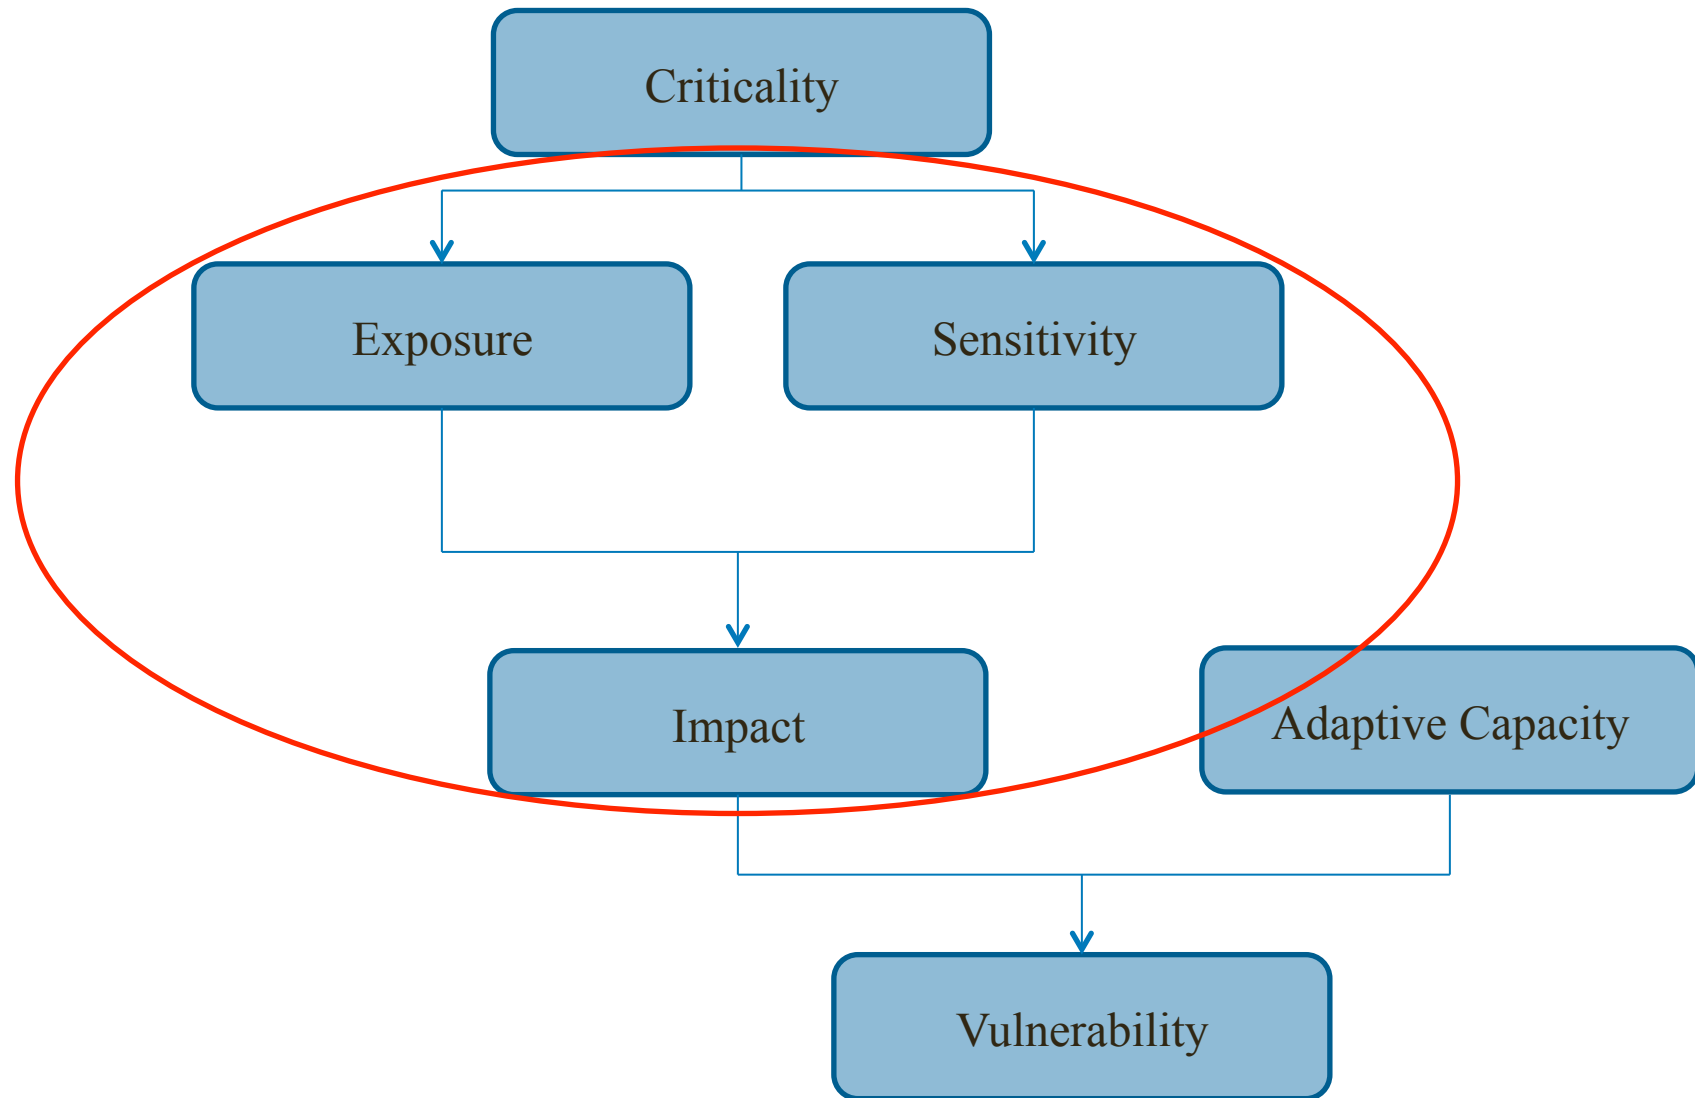 Criticality
Exposure
Sensitivity
Impact
Adaptive Capacity
Vulnerability